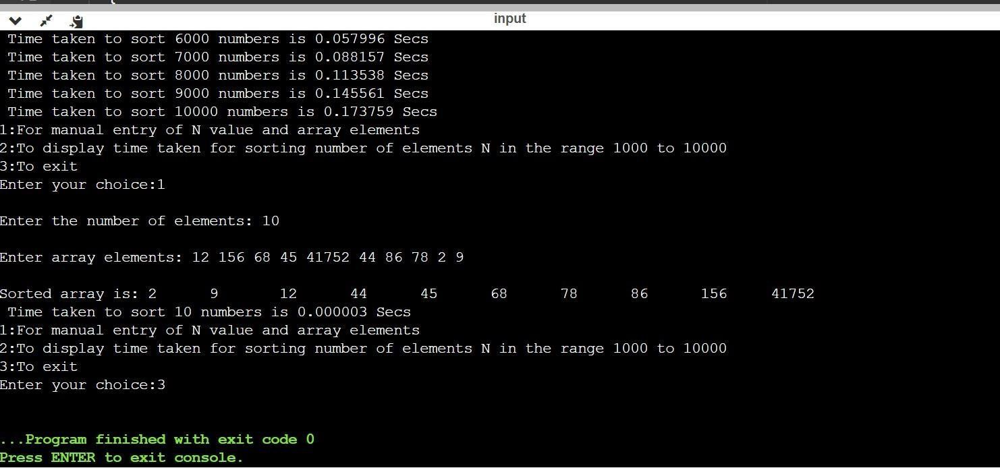 input
Time taken to sort 6000 numbers is 0.057996 Secs
Time taken to sort 7000 numbers is 0.088157 Secs
Time taken to sort 8000 numbers is 0.113538 Secs
Time taken to sort 9000 numbers is 0.145561 Secs
Time taken to sort 10000 numbers is 0.173759 Secs
1:For manual entry of N value and array elements
2:To display time taken for sorting number of elements N in the range 1000 to 10000
3:To exit
Enter your choice:1
Enter the number of elements: 10
Enter array elements: 12 156 68 45 41752 44 86 78 2 9
Sorted array is: 2 9 12 44 45 68 78 86 156 41752
Time taken to sort 10 numbers is 0.000003 Secs
1:For manual entry of N value and array elements
2:To display time taken for sorting number of elements N in the range 1000 to 10000
3:To exit
Enter your choice:3
...Program finished with exit code 0
Press ENTER to exit console.